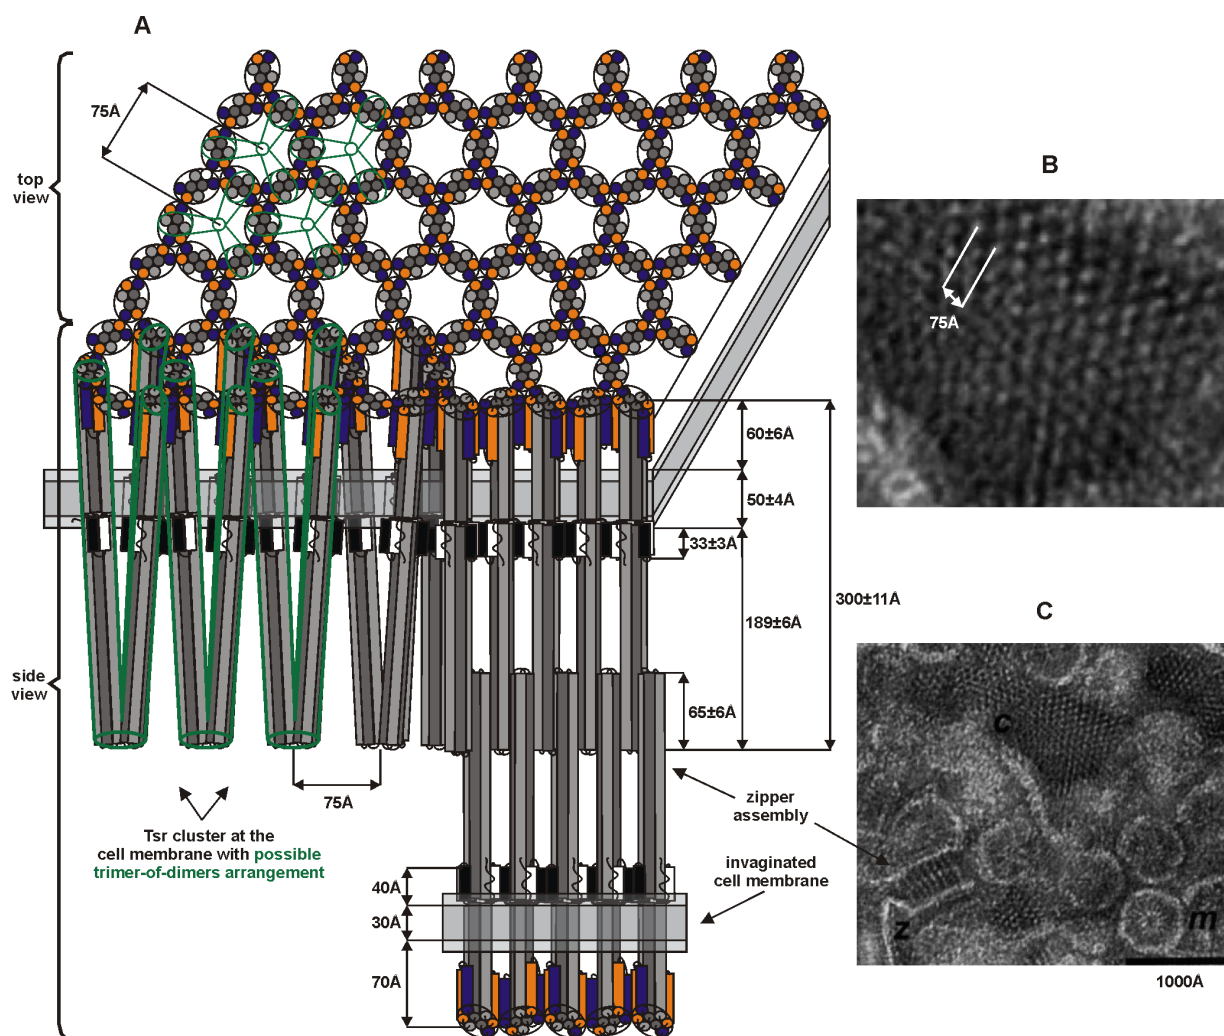 A
75Å
top
view
B
75Å
60±6Å
50±4Å
33±3Å
300±11Å
189±6Å
C
side
view
65±6Å
C
75Å
zipper
assembly
Tsr cluster at the
cell membrane with possible
trimer-of-dimers arrangement
invaginated
cell membrane
40Å
30Å
z
m
70Å
1000Å